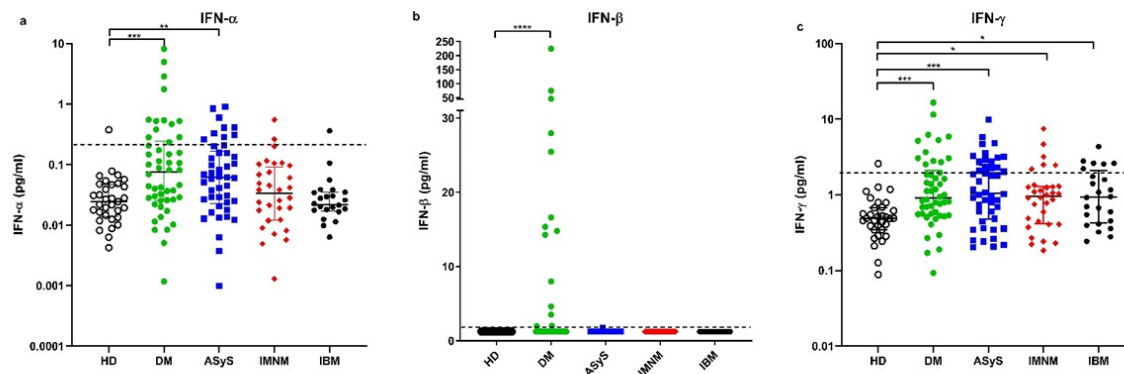 a
IFN-α
**
***
10
1
0.1
0.01
0.001
0.0001
IFN-α (pg/ml)
HD DM ASyS IMNM IBM
b
IFN-β
****
250
200
150
100
50
30
20
10
0
IFN-β (pg/ml)
HD DM ASyS IMNM IBM
c
IFN-γ
*
*
***
***
100
10
1
0.1
0.01
IFN-γ (pg/ml)
HD DM ASyS IMNM IBM